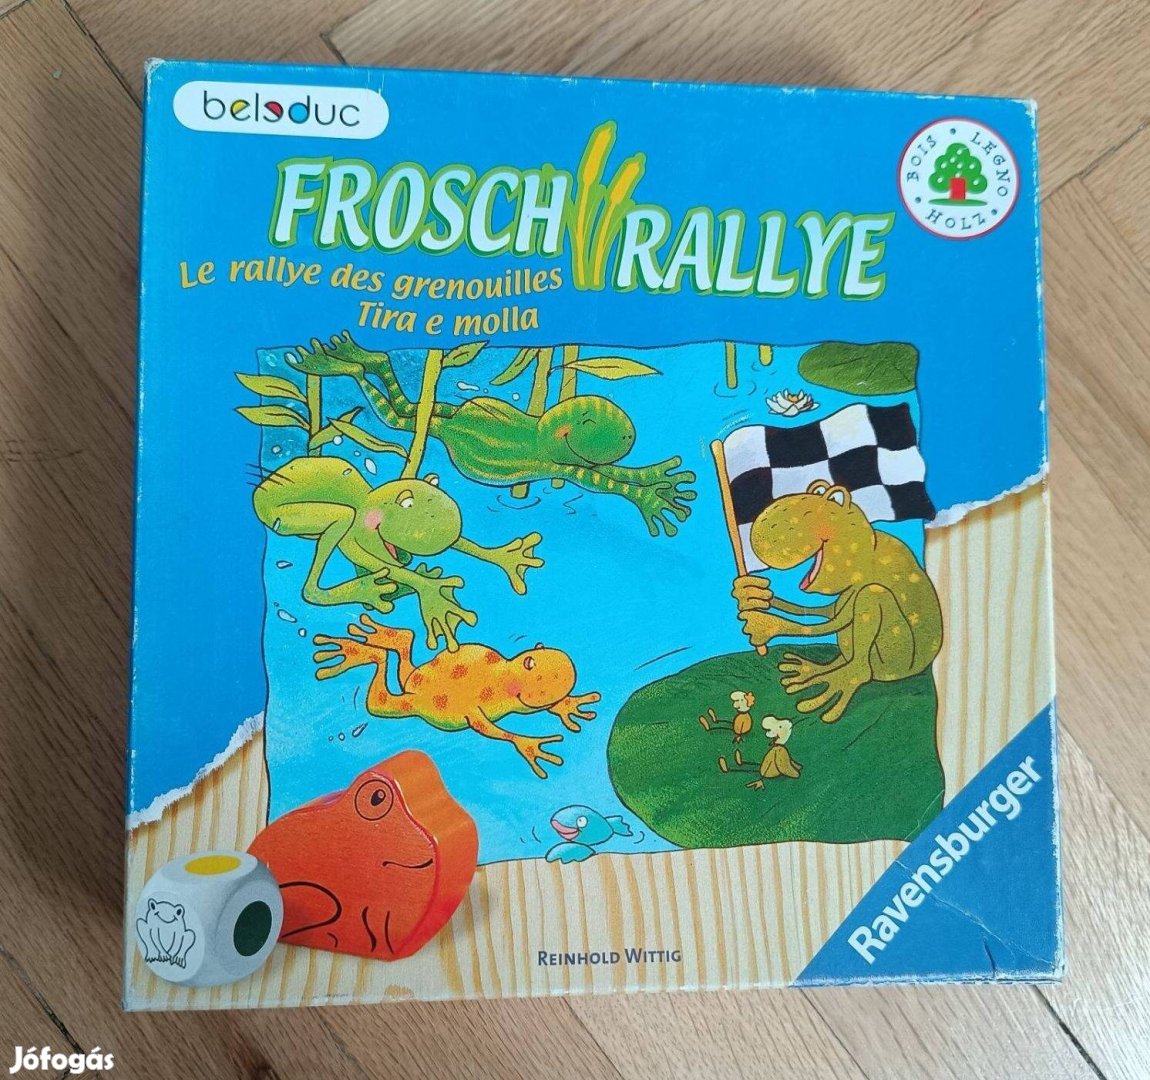 beleduc
BOIS • LEGNO • HOLZ •
FROSCH RALLYE
Le rallye des grenouilles
Tira e molla
Ravensburger
REINHOLD WITTIG
Jófogás